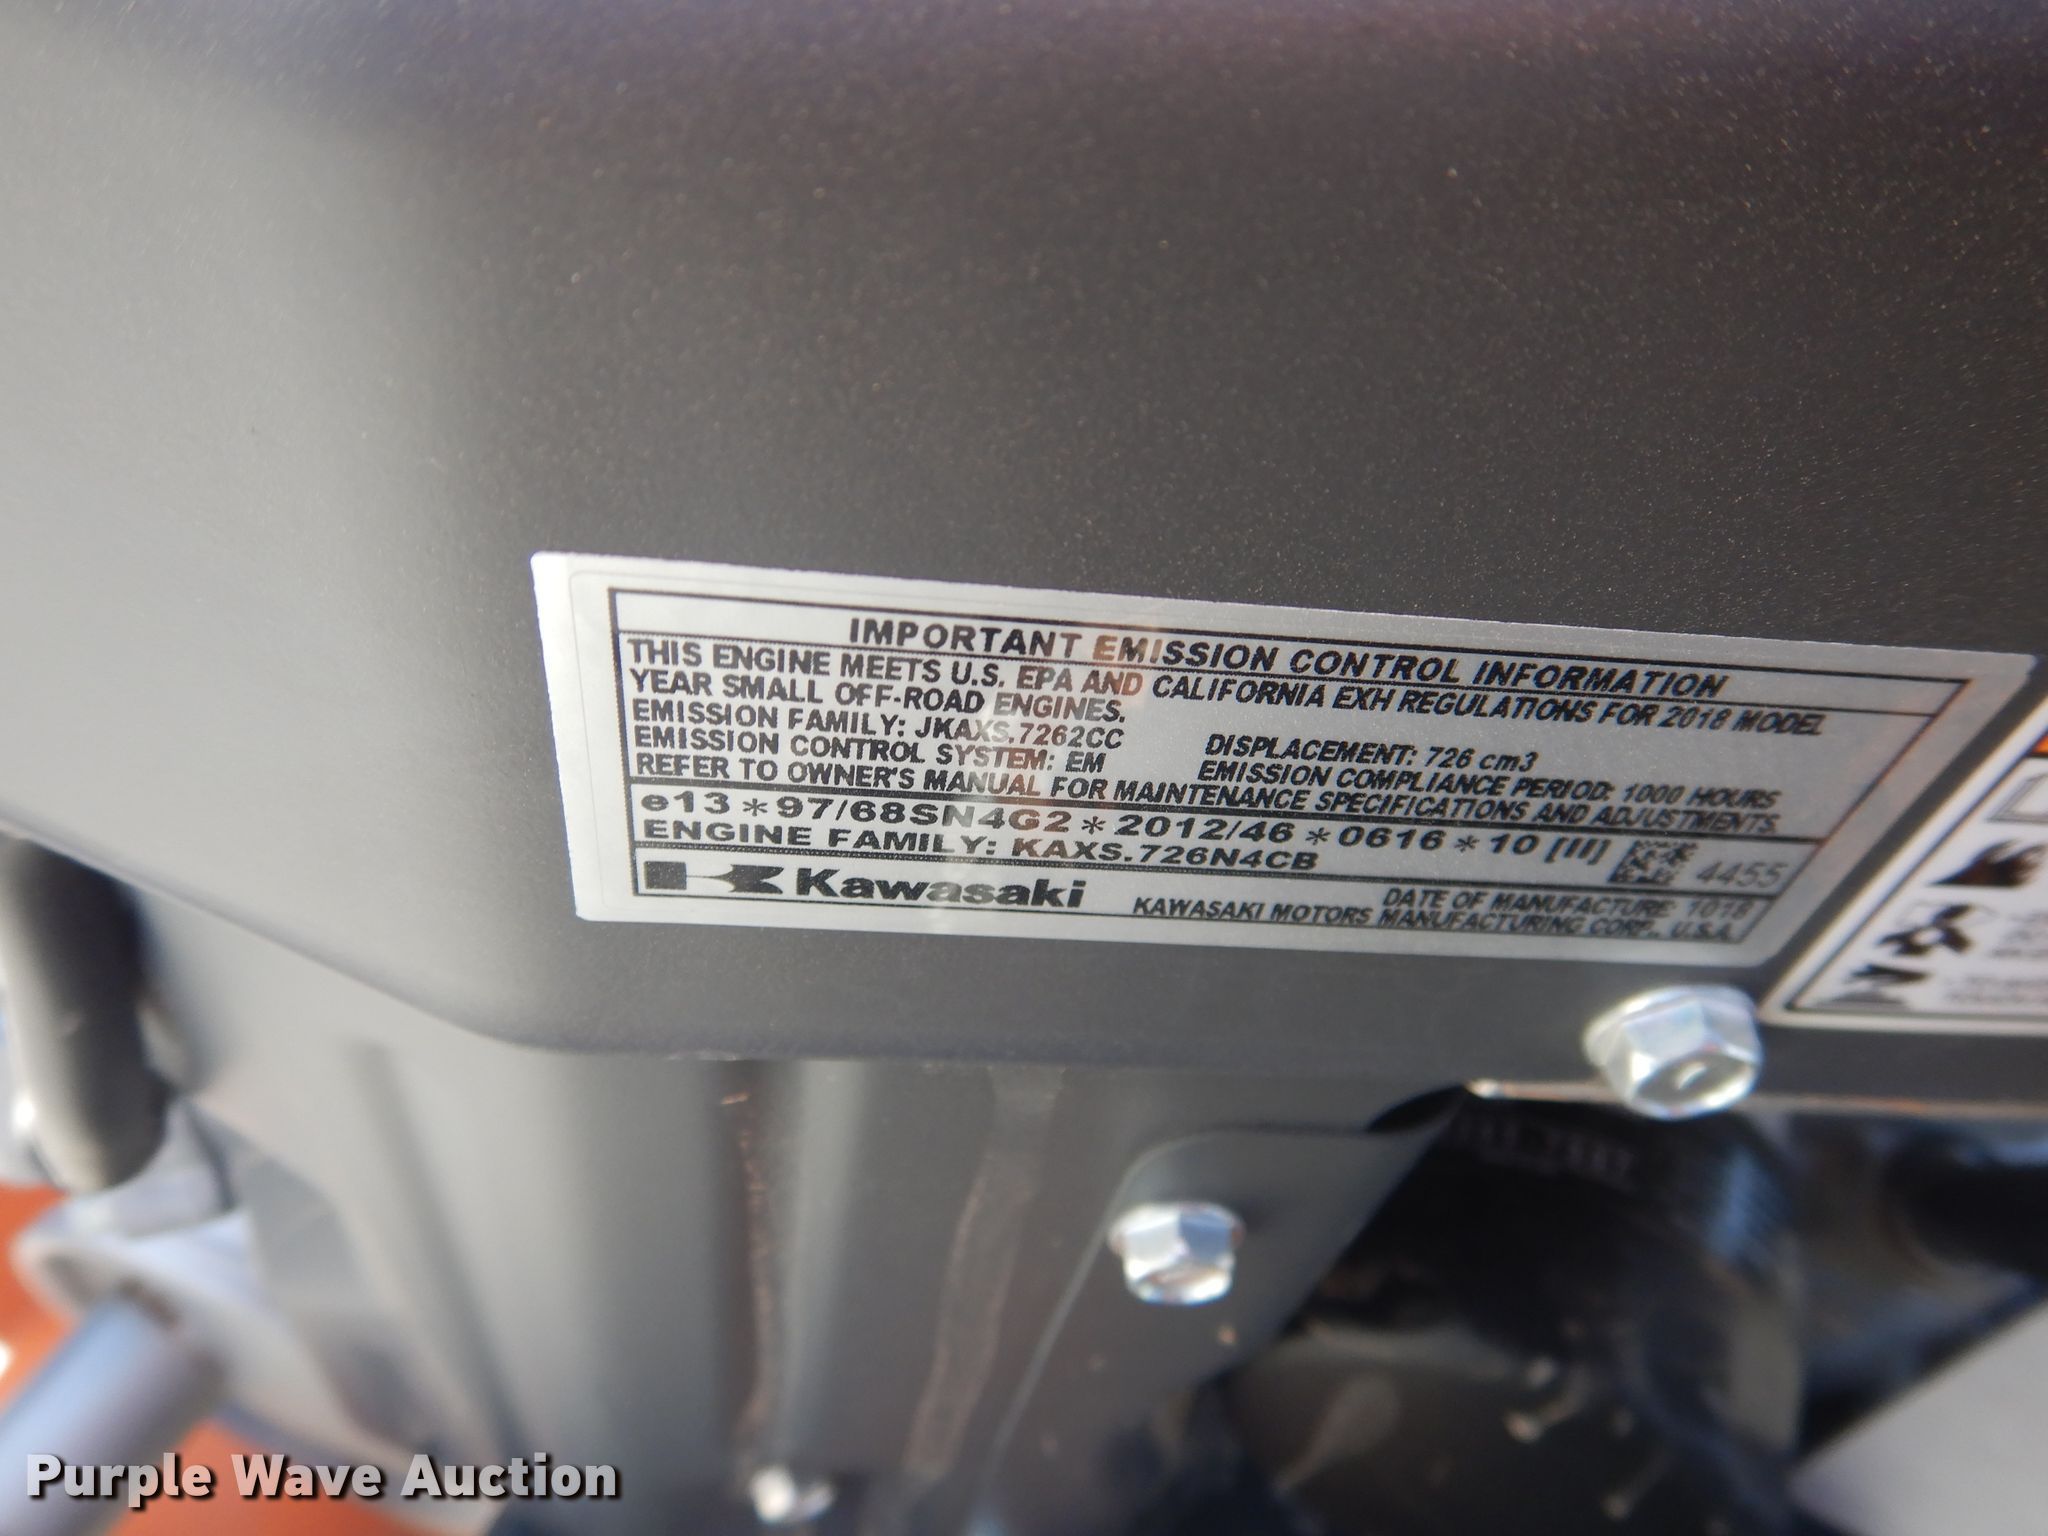 IMPORTANT EMISSION CONTROL INFORMATION
THIS ENGINE MEETS U.S. EPA AND CALIFORNIA EXH REGULATIONS FOR 2018 MODEL
YEAR SMALL OFF-ROAD ENGINES.
EMISSION FAMILY: JKAXS.7262CC DISPLACEMENT: 726 cm3
EMISSION CONTROL SYSTEM: EM EMISSION COMPLIANCE PERIOD: 1000 HOURS
REFER TO OWNER'S MANUAL FOR MAINTENANCE SPECIFICATIONS AND ADJUSTMENTS.
e13*97/68SN4G2*2012/46*0616*10 [II]
ENGINE FAMILY: KAXS.726N4CB
4455
Kawasaki
DATE OF MANUFACTURE 1018
KAWASAKI MOTORS MANUFACTURING CORP., U.S.A.
Purple Wave Auction